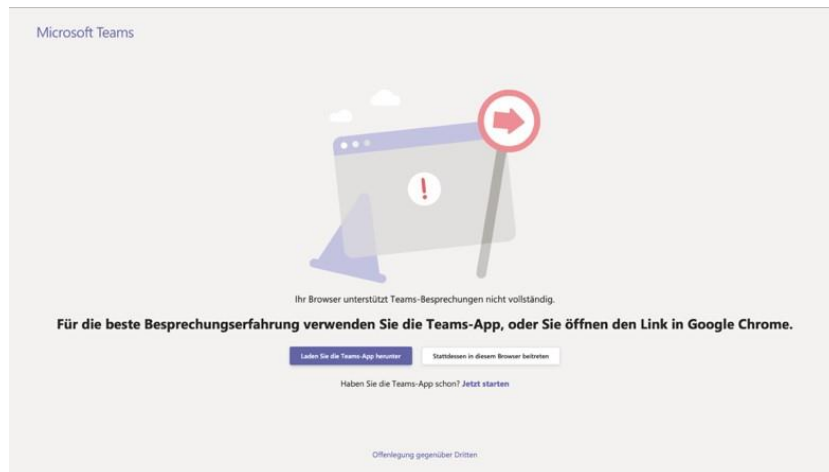 Microsoft Teams
Ihr Browser unterstützt Teams-Besprechungen nicht vollständig.
Für die beste Besprechungserfahrung verwenden Sie die Teams-App, oder Sie öffnen den Link in Google Chrome.
Laden Sie die Teams-App herunter
Stattdessen in diesem Browser beitreten
Haben Sie die Teams-App schon? Jetzt starten
Offenlegung gegenüber Dritten